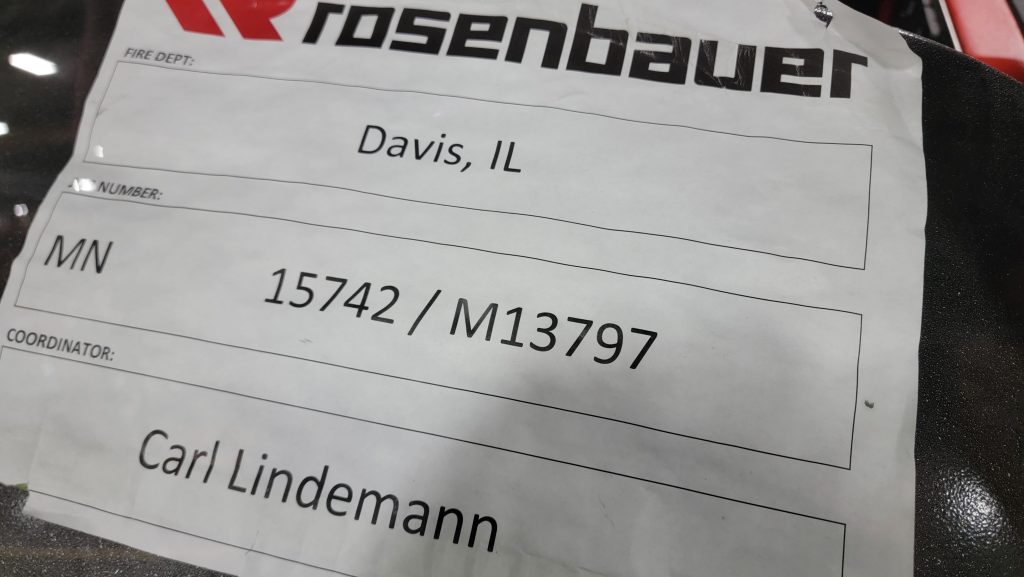 rosenbauer
FIRE DEPT:
Davis, IL
NUMBER:
MN 15742 / M13797
COORDINATOR:
Carl Lindemann